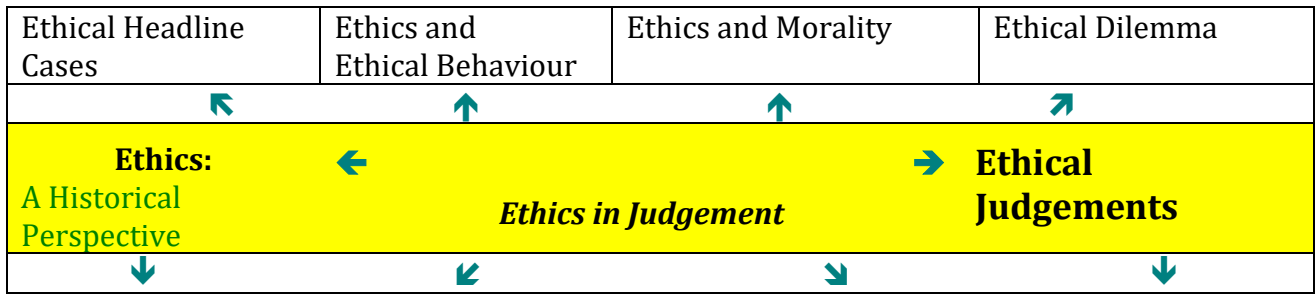 Ethical Headline
Cases
Ethics and
Ethical Behaviour
Ethics and Morality
Ethical Dilemma
Ethics:
A Historical
Perspective
Ethics in Judgement
Ethical
Judgements